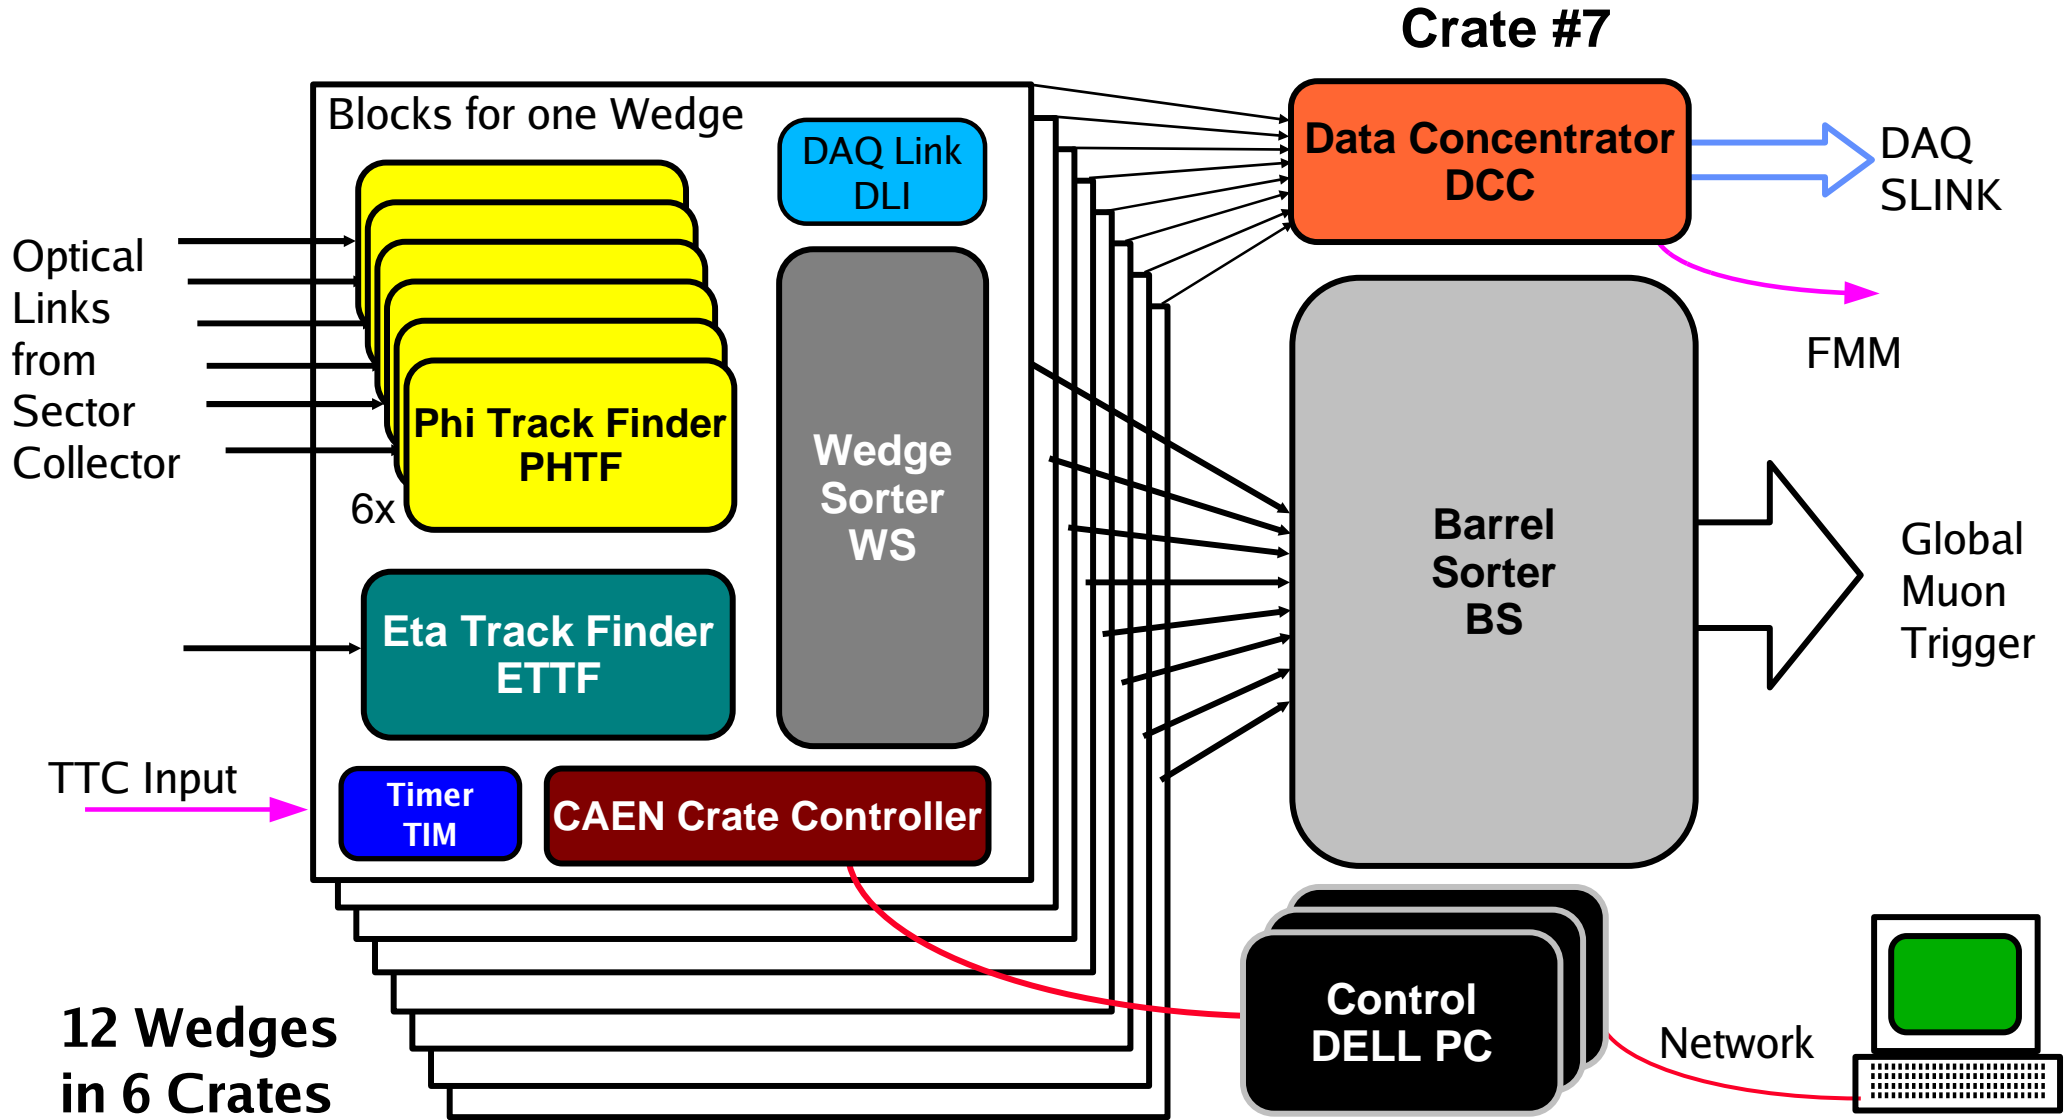 Crate #7
Blocks for one Wedge
DAQ Link
DLI
Data Concentrator
DCC
DAQ
SLINK
FMM
Optical
Links
from
Sector
Collector
Phi Track Finder
PHTF
6x
Wedge
Sorter
WS
Barrel
Sorter
BS
Global
Muon
Trigger
Eta Track Finder
ETTF
TTC Input
Timer
TIM
CAEN Crate Controller
Control
DELL PC
Network
12 Wedges
in 6 Crates